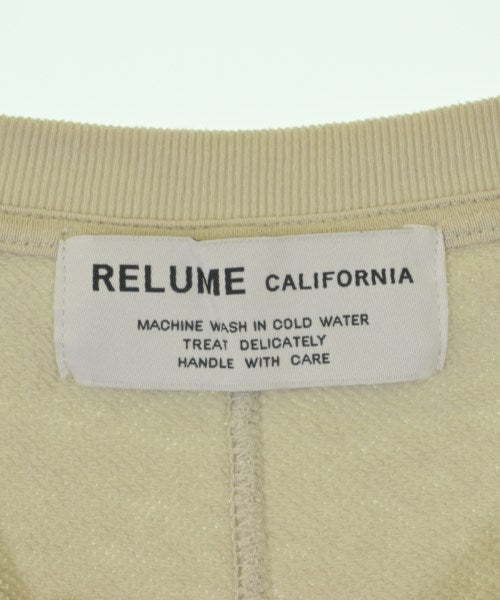 RELUME CALIFORNIA
MACHINE WASH IN COLD WATER
TREAT DELICATELY
HANDLE WITH CARE